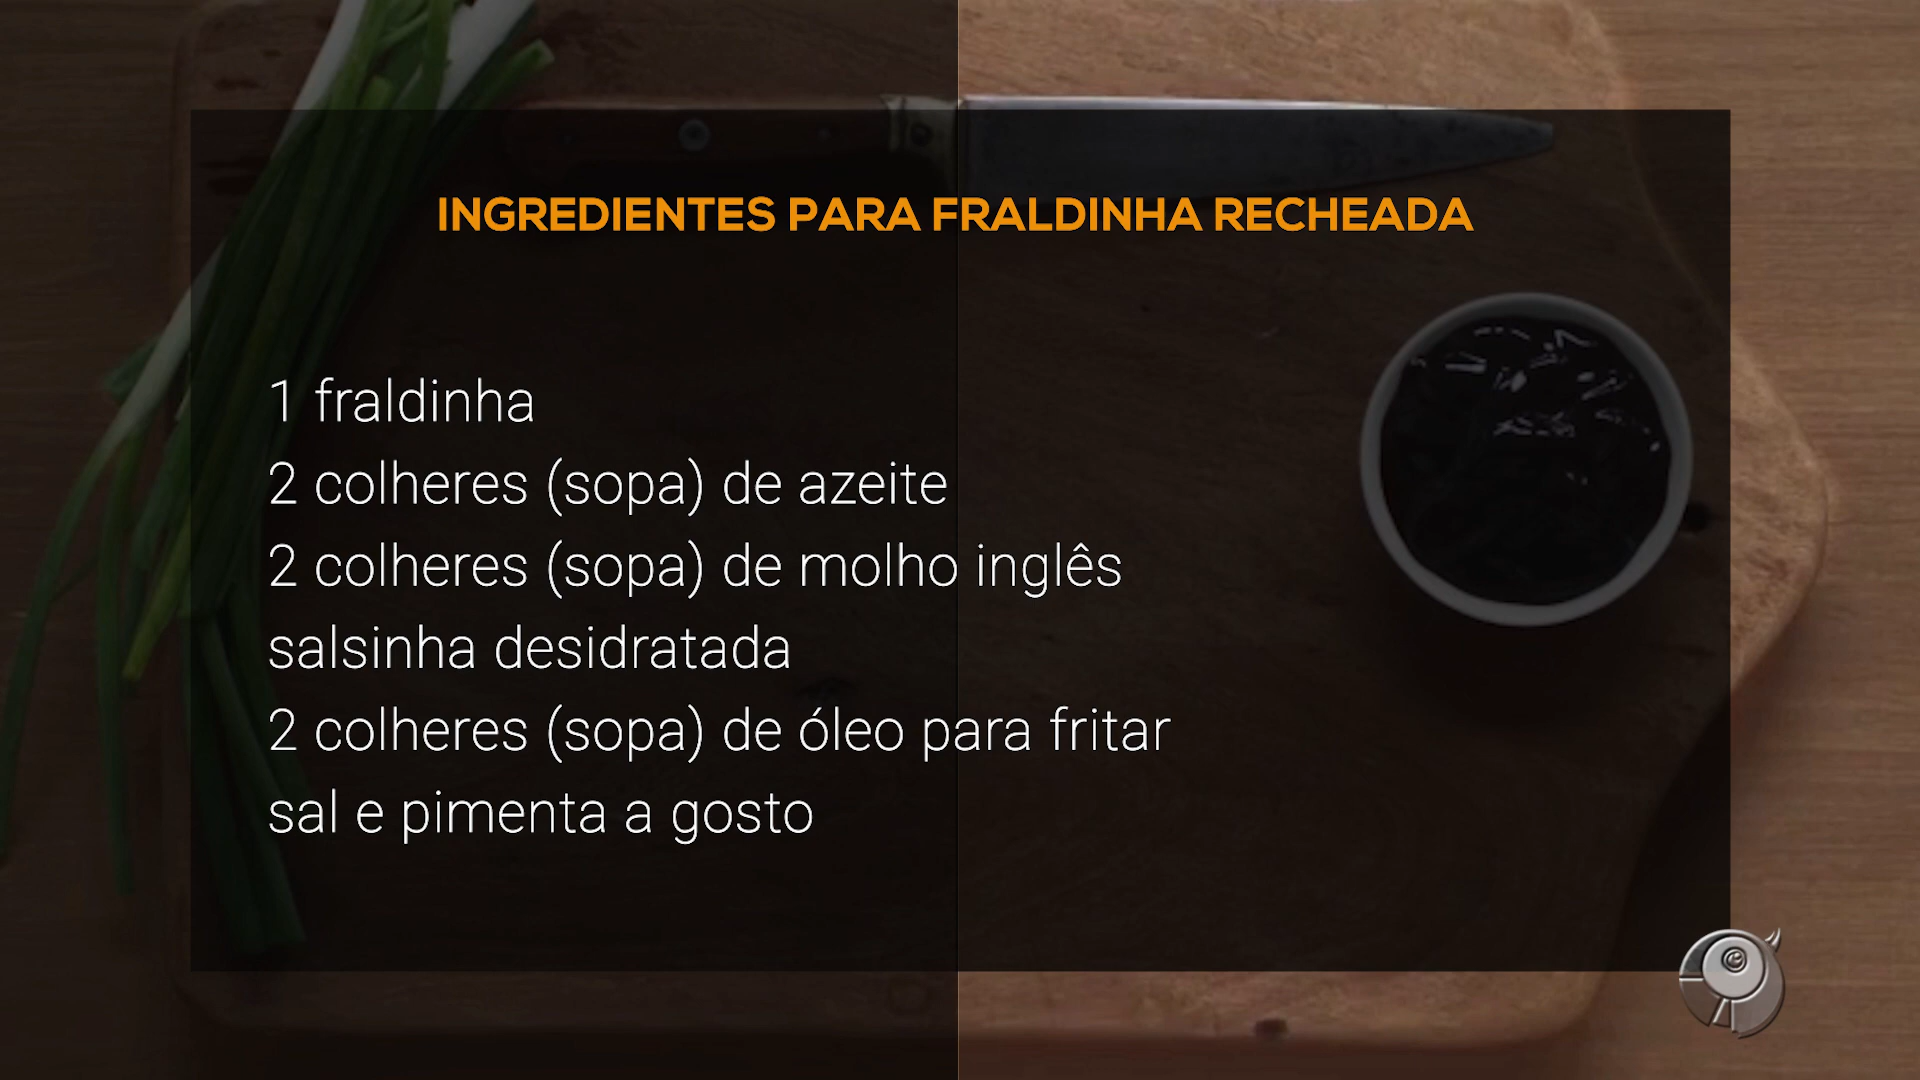 INGREDIENTES PARA FRALDINHA RECHEADA
1 fraldinha
2 colheres (sopa) de azeite
2 colheres (sopa) de molho inglês
salsinha desidratada
2 colheres (sopa) de óleo para fritar
sal e pimenta a gosto